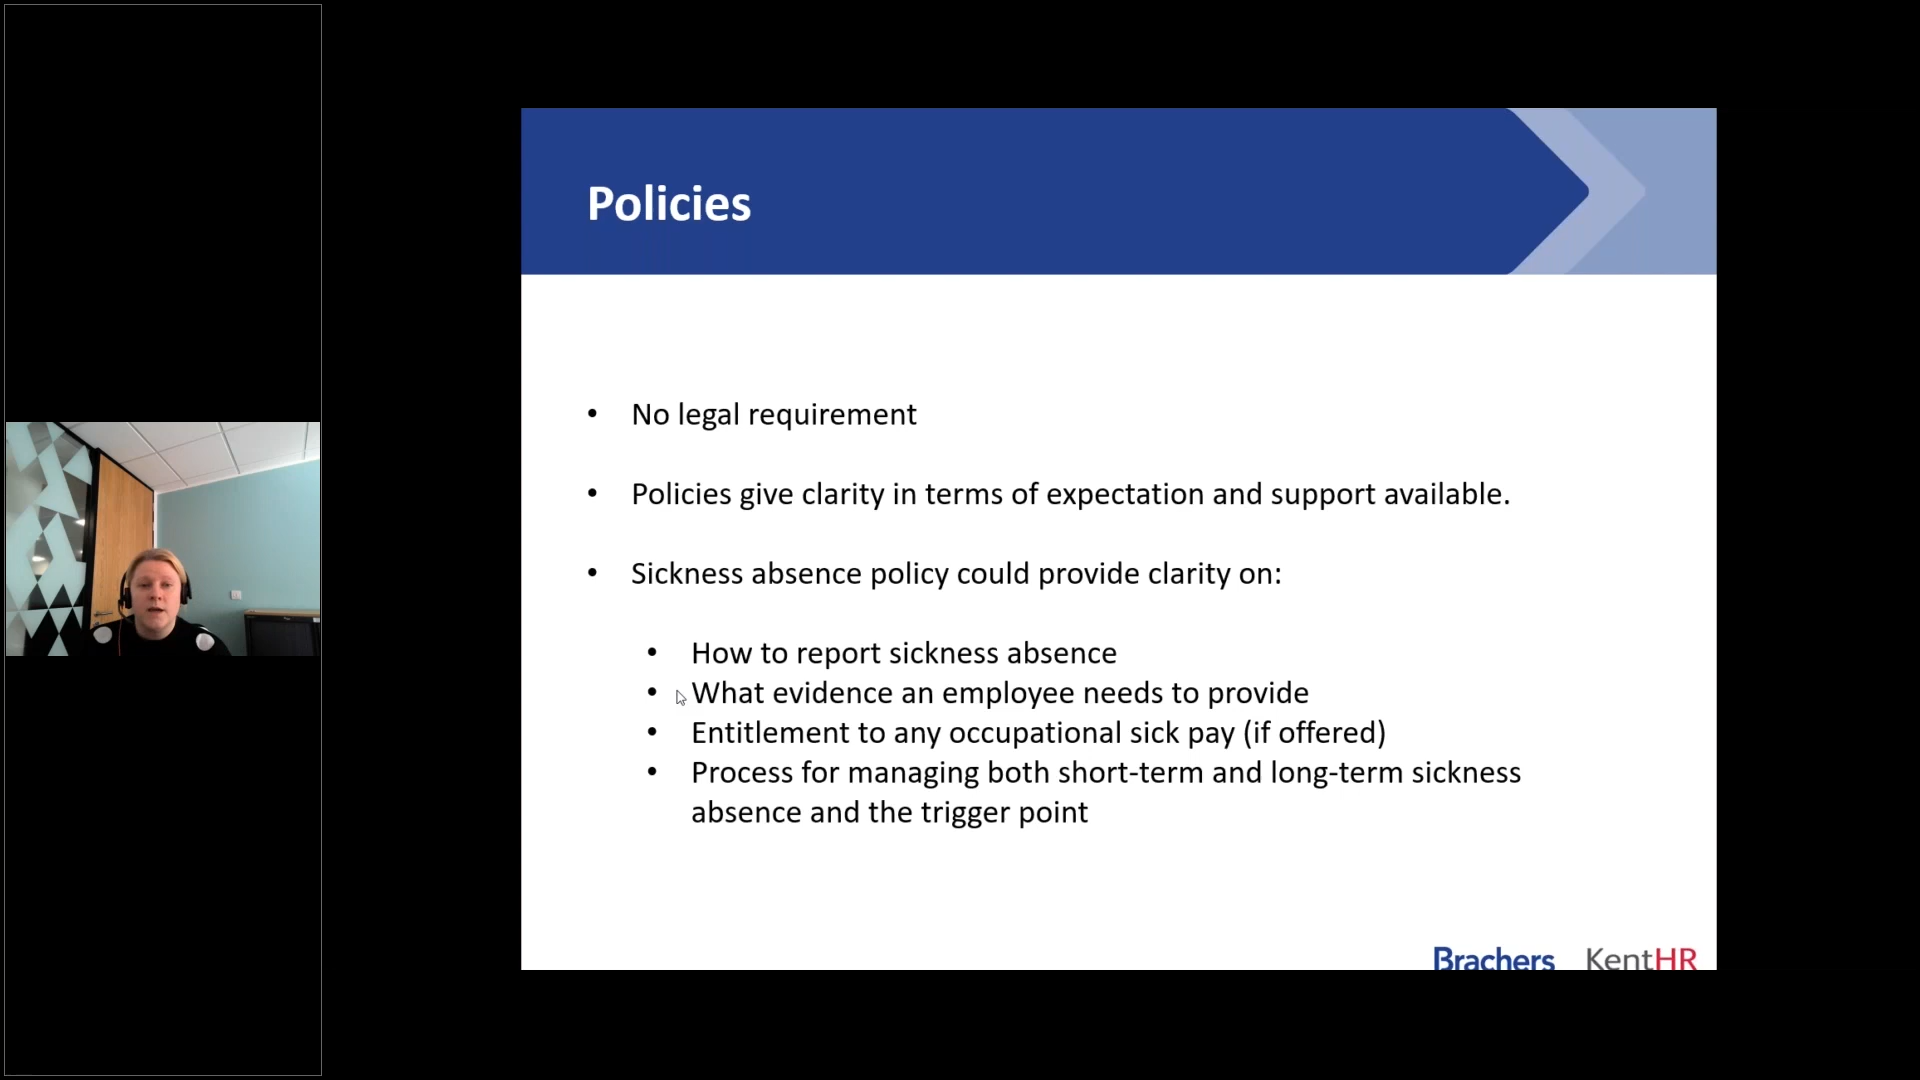 Policies
• No legal requirement
• Policies give clarity in terms of expectation and support available.
• Sickness absence policy could provide clarity on:
• How to report sickness absence
• What evidence an employee needs to provide
• Entitlement to any occupational sick pay (if offered)
• Process for managing both short-term and long-term sickness
absence and the trigger point
Brachers KentHR